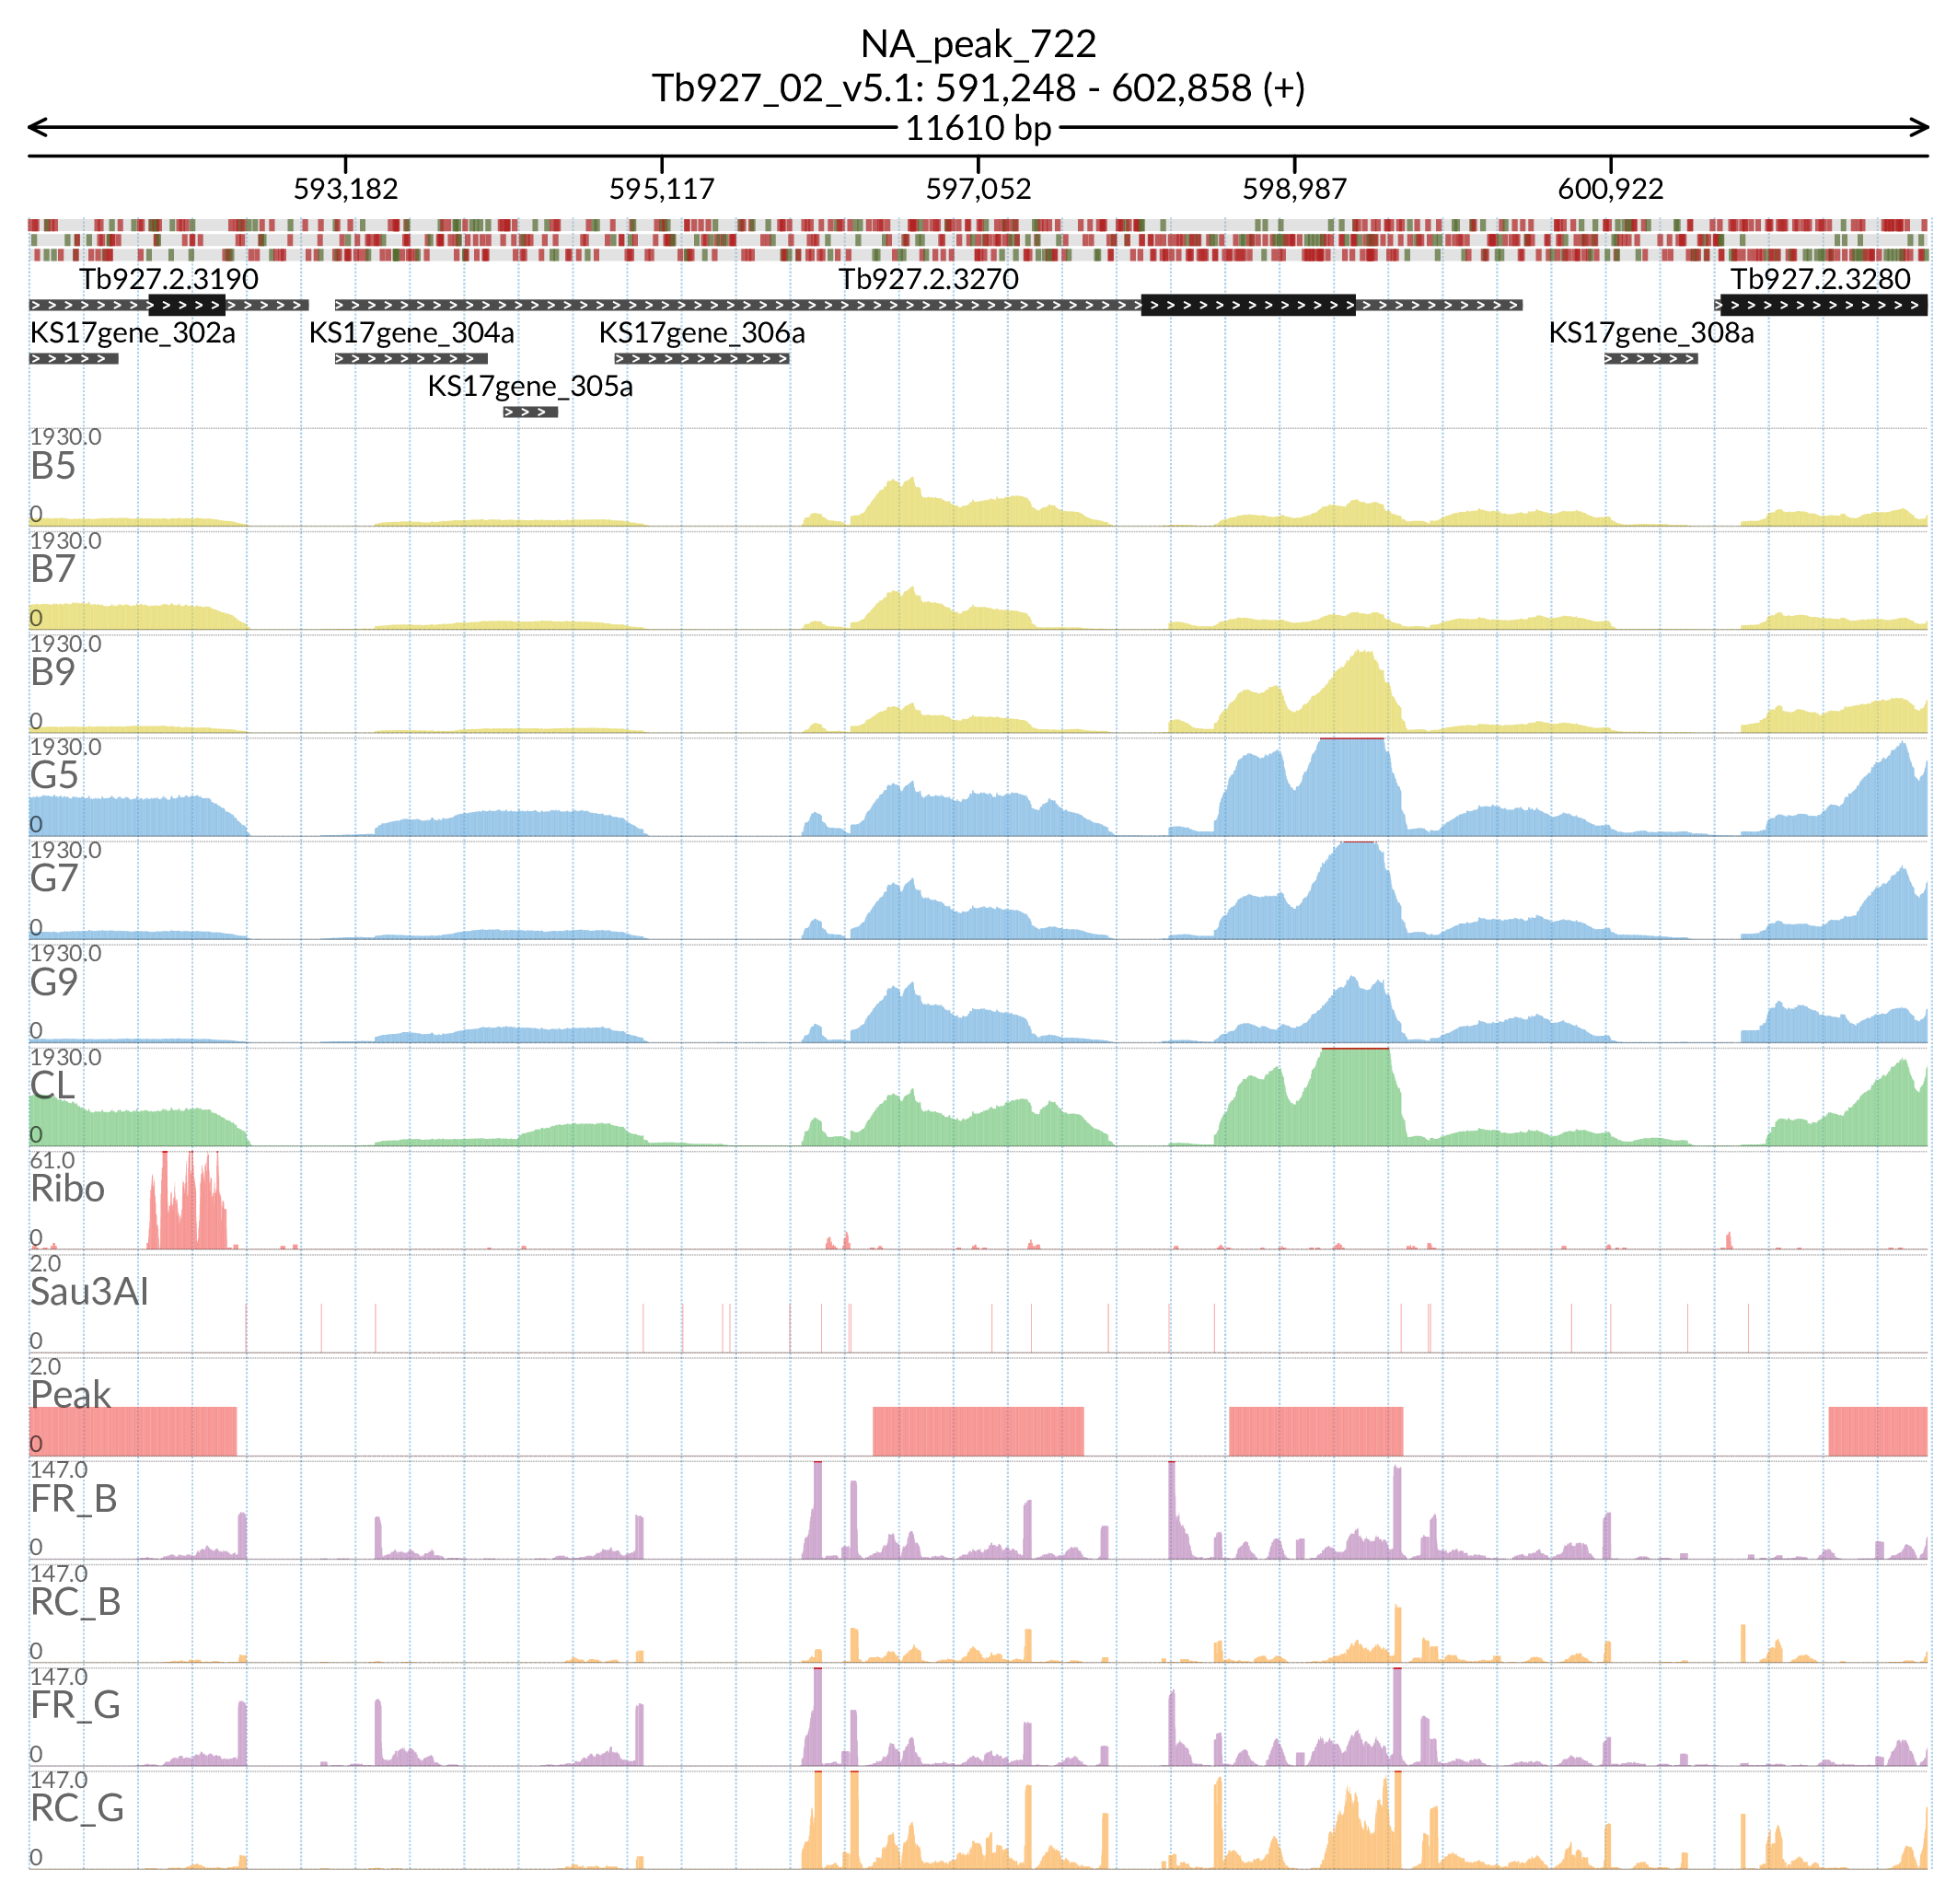 NA_peak_722
Tb927_02_v5.1: 591,248 - 602,858 (+)
11610 bp
593,182 595,117 597,052 598,987 600,922
Tb927.2.3190 Tb927.2.3270 Tb927.2.3280
KS17gene_302a KS17gene_304a KS17gene_306a KS17gene_308a
KS17gene_305a
1930.0
B5
0
1930.0
B7
0
1930.0
B9
0
1930.0
G5
0
1930.0
G7
0
1930.0
G9
0
1930.0
CL
0
61.0
Ribo
0
2.0
Sau3AI
0
2.0
Peak
0
147.0
FR_B
0
147.0
RC_B
0
147.0
FR_G
0
147.0
RC_G
0